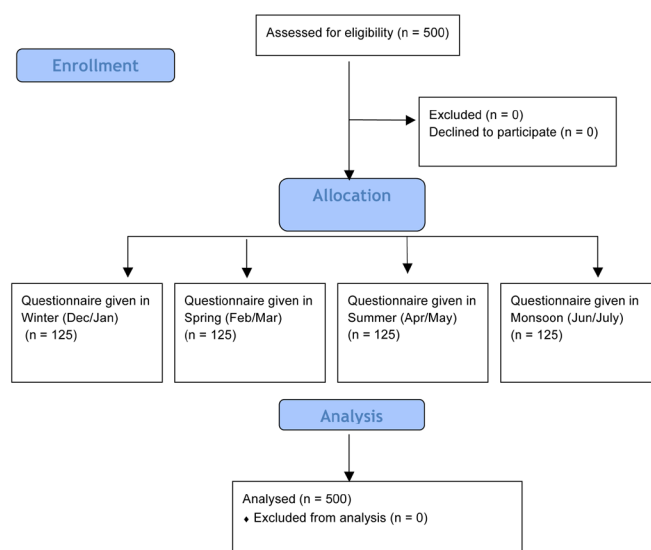 Assessed for eligibility (n = 500)
Enrollment
Excluded (n = 0)
Declined to participate (n = 0)
Allocation
Questionnaire given in
Winter (Dec/Jan)
(n = 125)
Questionnaire given in
Spring (Feb/Mar)
(n = 125)
Questionnaire given in
Summer (Apr/May)
(n = 125)
Questionnaire given in
Monsoon (Jun/July)
(n = 125)
Analysis
Analysed (n = 500)
♦ Excluded from analysis (n = 0)